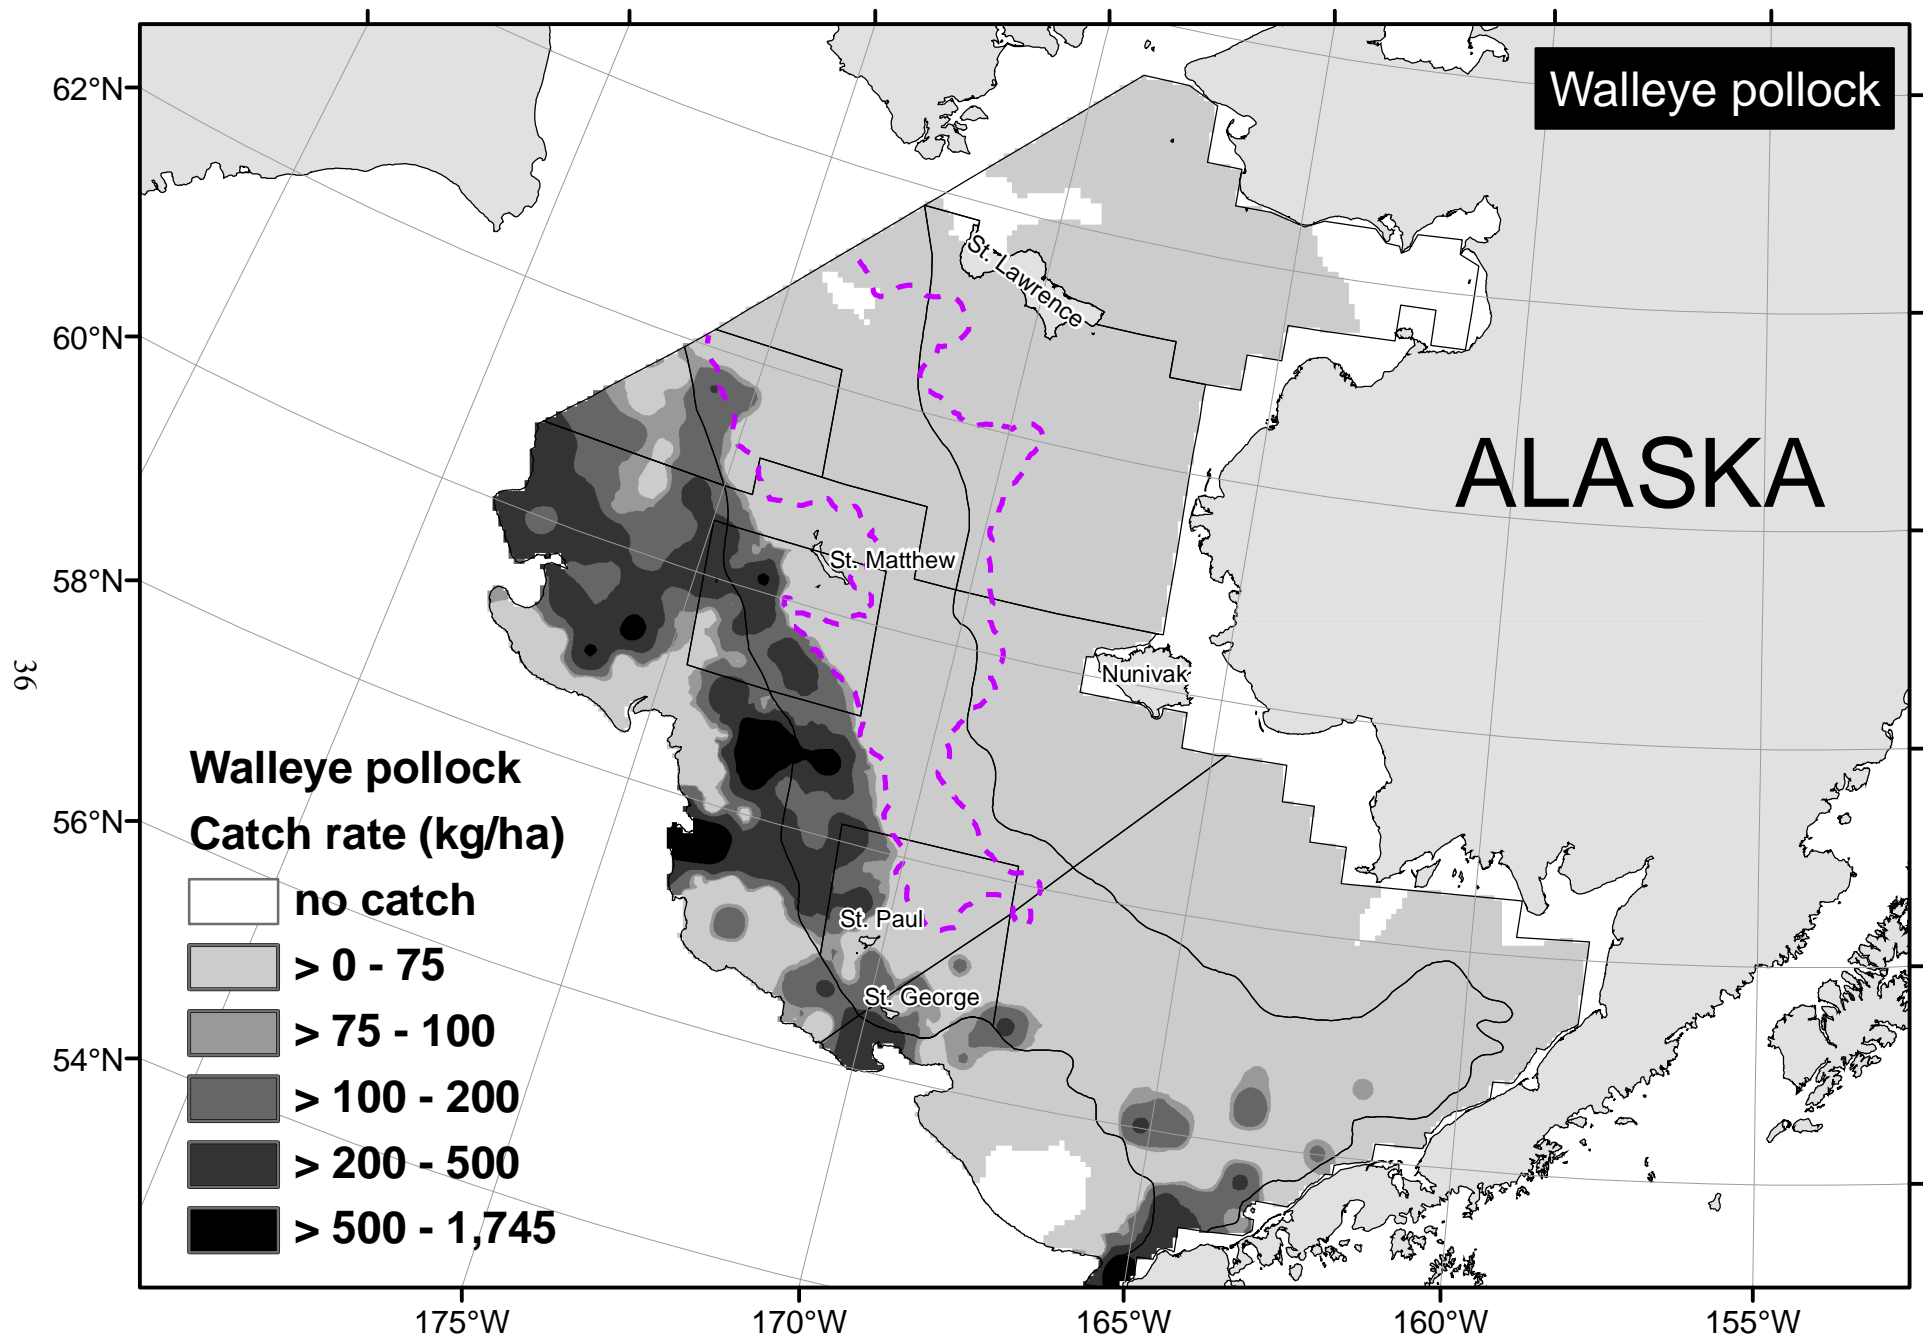 Walleye pollock
62°N
60°N
58°N
56°N
54°N
36
St. Lawrence
ALASKA
St. Matthew
Nunivak
St. Paul
St. George
Walleye pollock
Catch rate (kg/ha)
no catch
> 0 - 75
> 75 - 100
> 100 - 200
> 200 - 500
> 500 - 1,745
175°W
170°W
165°W
160°W
155°W